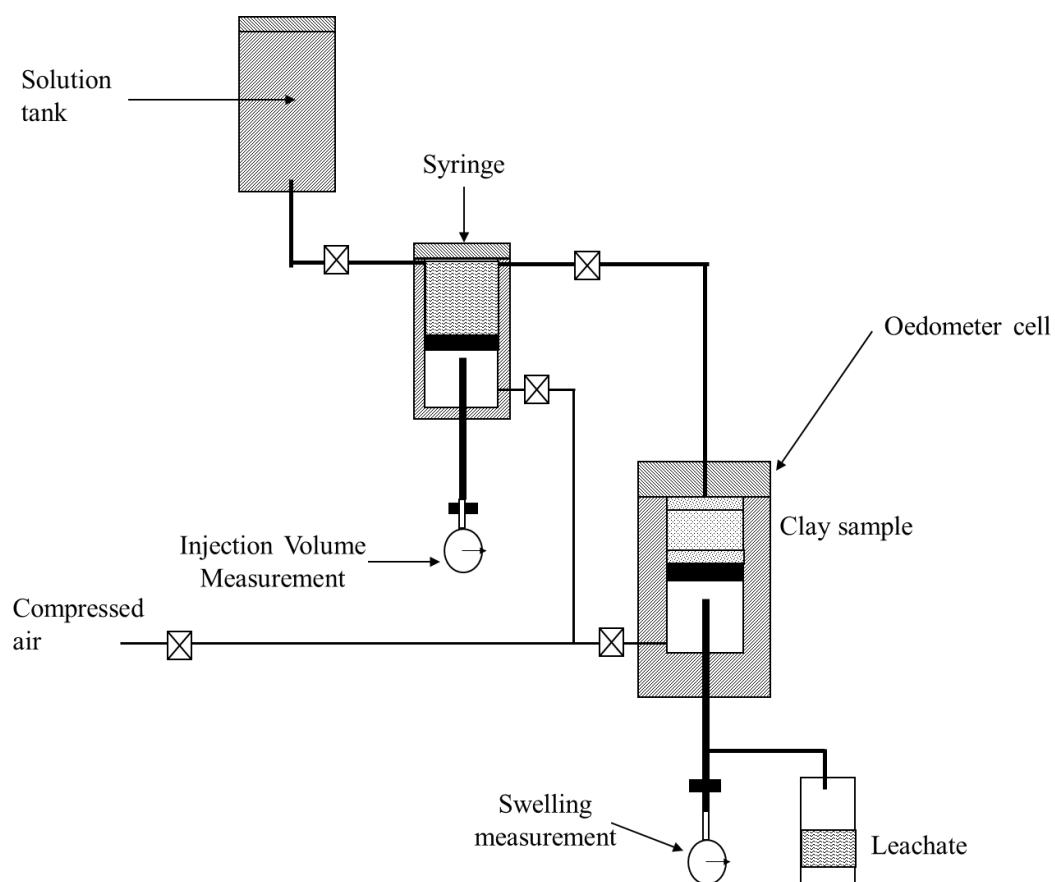 Solution
tank
Syringe
Oedometer cell
Clay sample
Injection Volume
Measurement
Compressed
air
Swelling
measurement
Leachate